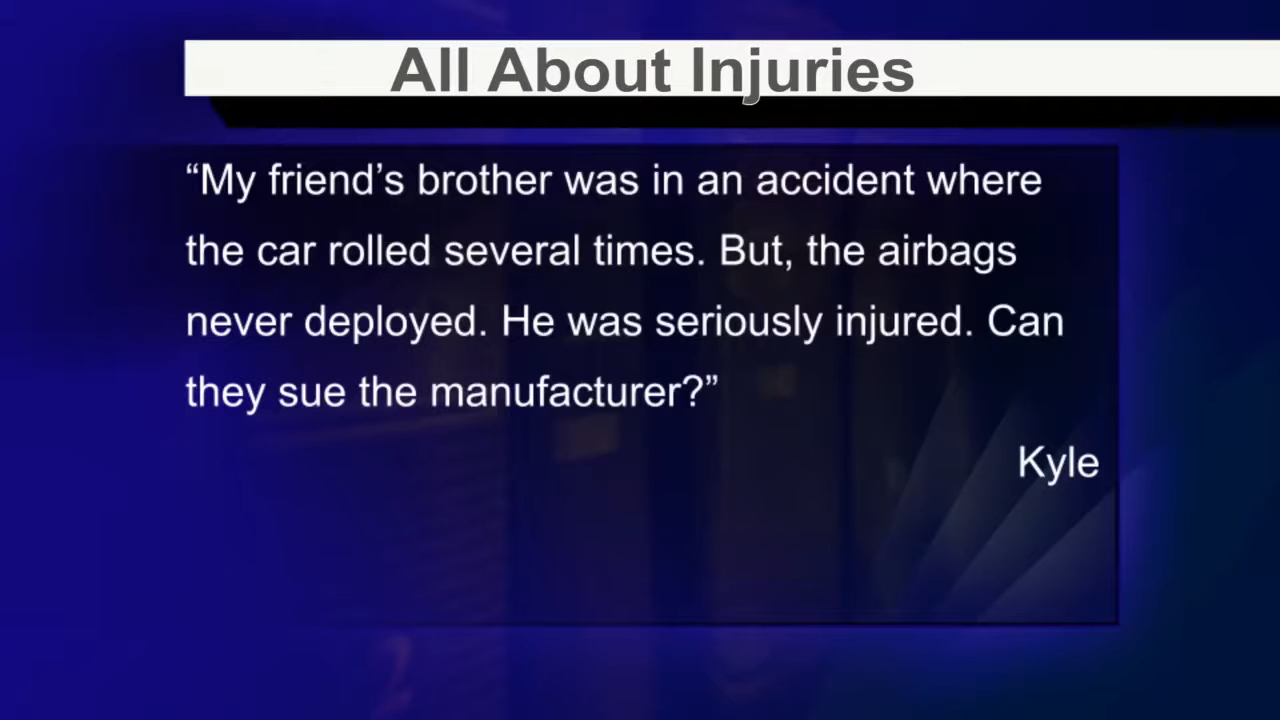 All About Injuries
“My friend’s brother was in an accident where
the car rolled several times. But, the airbags
never deployed. He was seriously injured. Can
they sue the manufacturer?”
Kyle